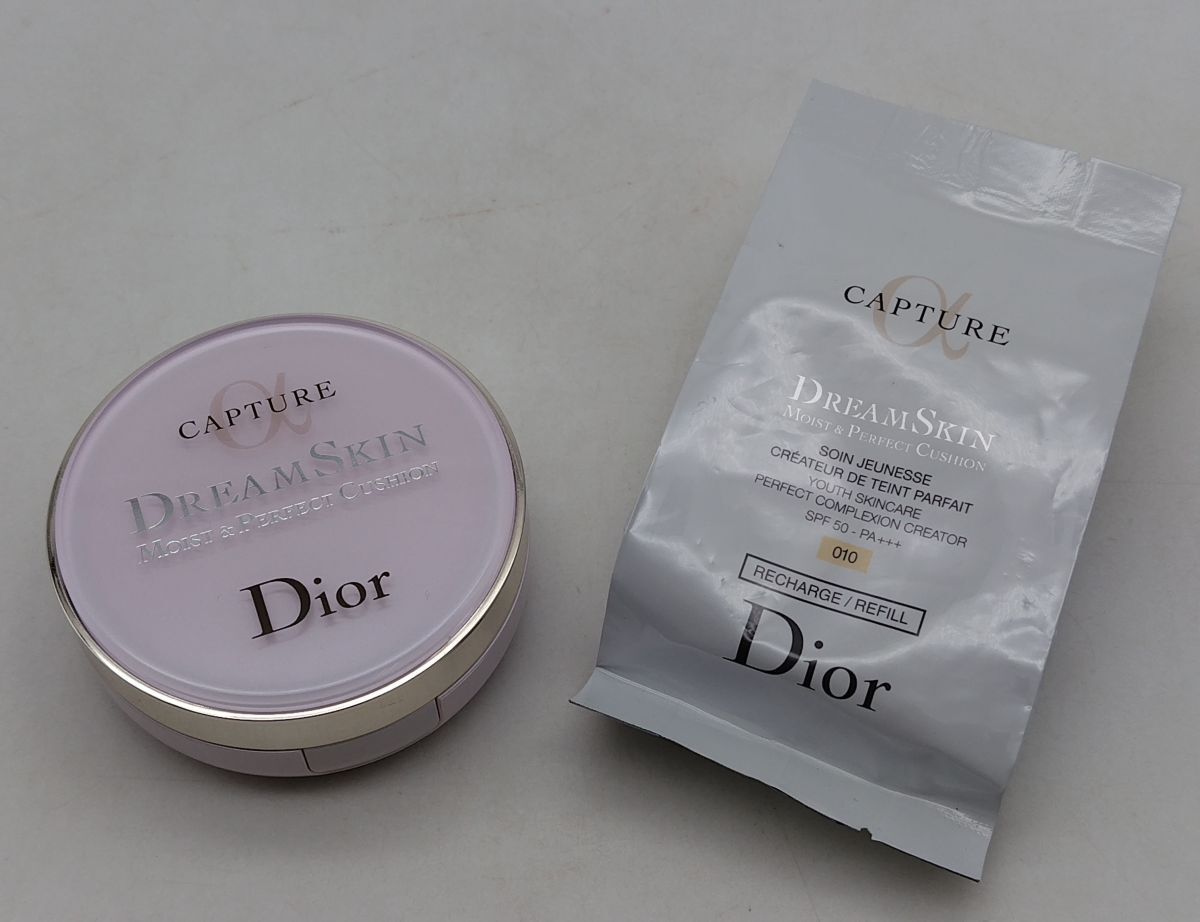 CAPTURE
DREAMSKIN
MOIST & PERFECT CUSHION
Dior
α
CAPTURE
DREAMSKIN
MOIST & PERFECT CUSHION
SOIN JEUNESSE
CRÉATEUR DE TEINT PARFAIT
YOUTH SKINCARE
PERFECT COMPLEXION CREATOR
SPF 50 - PA+++
010
RECHARGE / REFILL
Dior